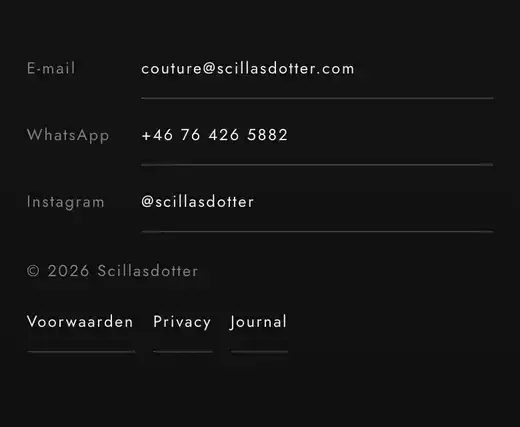 E-mail couture@scillasdotter.com
WhatsApp +46 76 426 5882
Instagram @scillasdotter
© 2026 Scillasdotter
Voorwaarden Privacy Journal